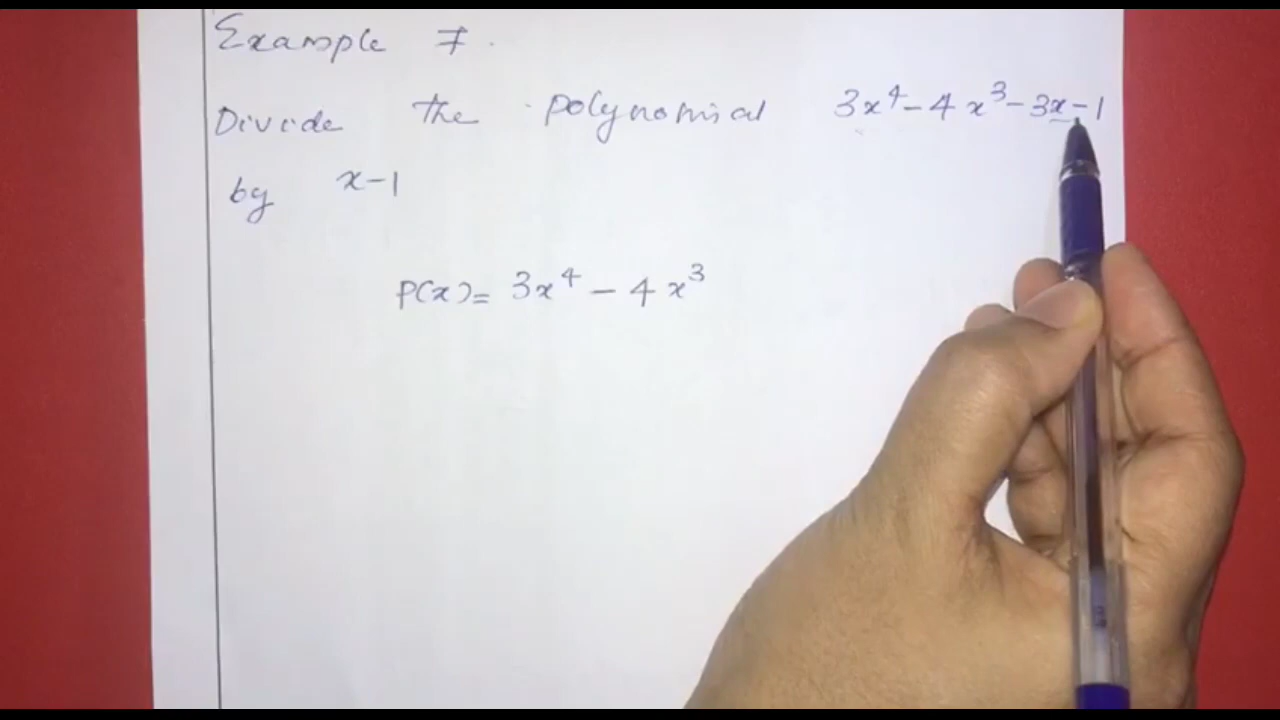 Example 7.
Divide the polynomial 3x⁴ - 4x³ - 3x - 1
by x-1
P(x) = 3x⁴ - 4x³